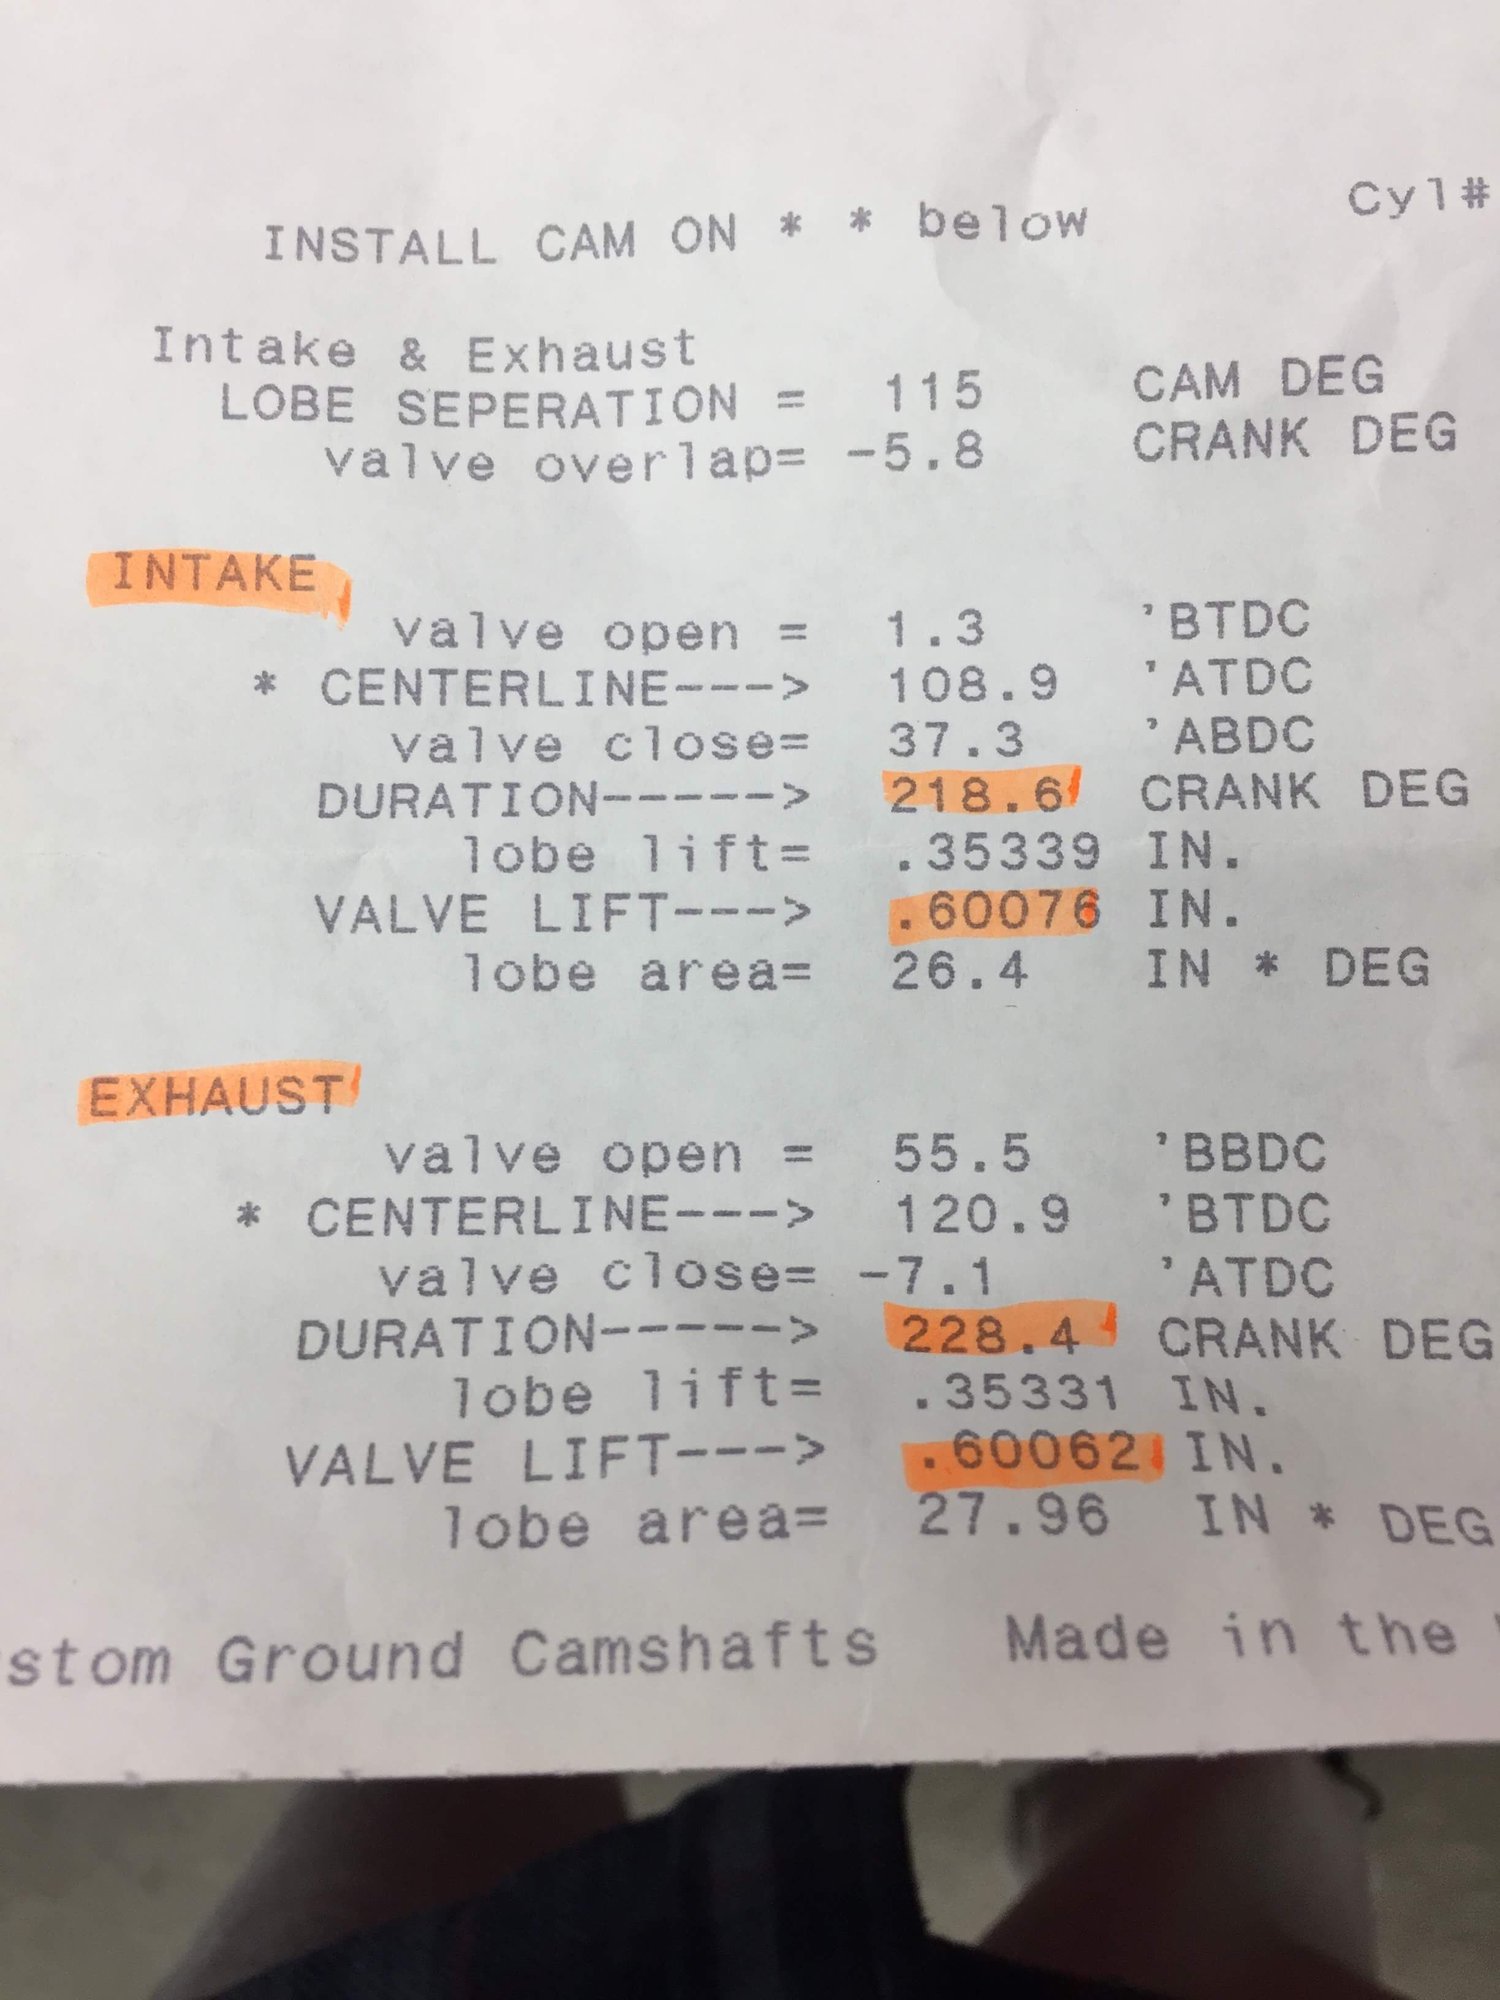 Cyl#
INSTALL CAM ON * * below
Intake & Exhaust
LOBE SEPERATION = 115 CAM DEG
valve overlap= -5.8 CRANK DEG
INTAKE
valve open = 1.3 'BTDC
* CENTERLINE---> 108.9 'ATDC
valve close= 37.3 'ABDC
DURATION-----> 218.6 CRANK DEG
lobe lift= .35339 IN.
VALVE LIFT---> .60076 IN.
lobe area= 26.4 IN * DEG
EXHAUST
valve open = 55.5 'BBDC
* CENTERLINE---> 120.9 'BTDC
valve close= -7.1 'ATDC
DURATION-----> 228.4 CRANK DEG
lobe lift= .35331 IN.
VALVE LIFT---> .60062 IN.
lobe area= 27.96 IN * DEG
stom Ground Camshafts Made in the